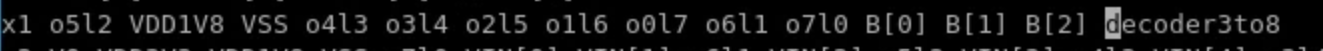 x1 o5l2 VDD1V8 VSS o4l3 o3l4 o2l5 o1l6 o0l7 o6l1 o7l0 B[0] B[1] B[2] decoder3to8